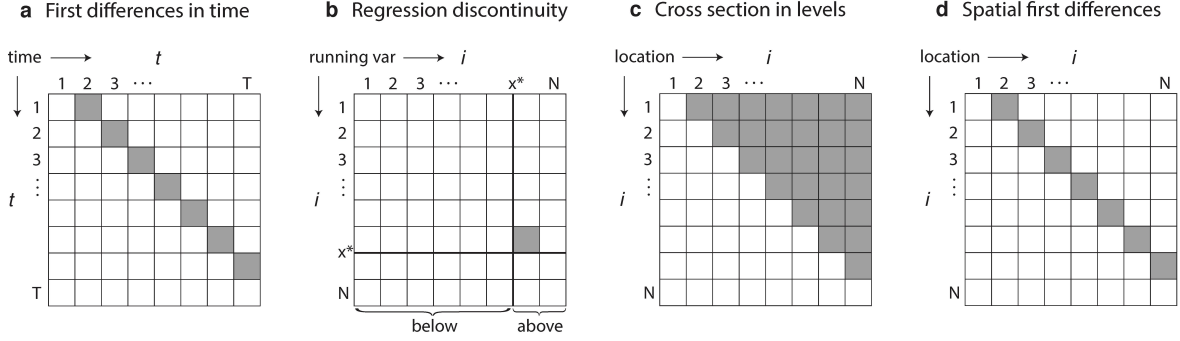 a First differences in time
time t
1 2 3 ... T
1
2
3
⋮
t
T
b Regression discontinuity
running var i
1 2 3 ... x* N
1
2
3
⋮
i
x*
N
below above
c Cross section in levels
location i
1 2 3 ... N
1
2
3
⋮
i
N
d Spatial first differences
location i
1 2 3 ... N
1
2
3
⋮
i
N